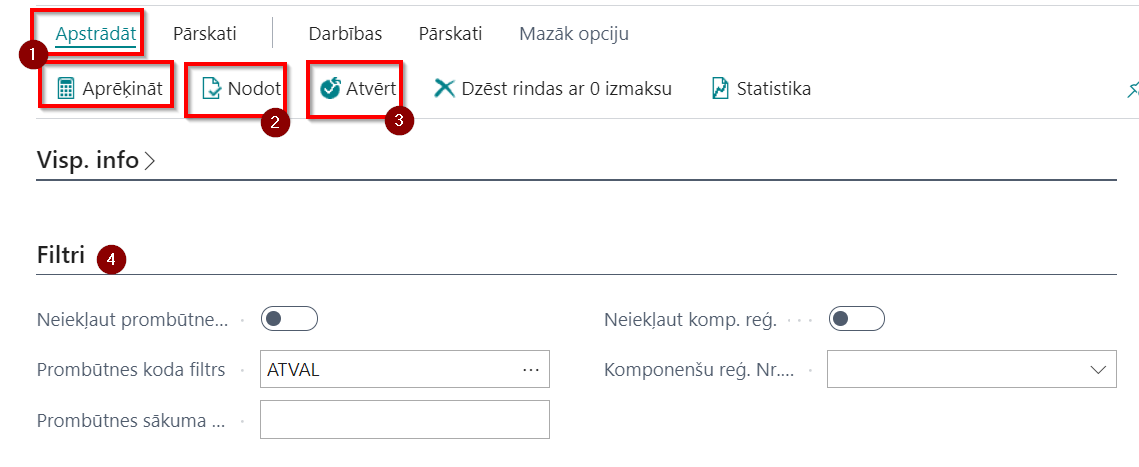 Apstrādāt Pārskati Darbības Pārskati Mazāk opciju
1
Aprēķināt Nodot Atvērt Dzēst rindas ar 0 izmaksu Statistika
2 3
Visp. info
Filtri 4
Neiekļaut prombūtne... Neiekļaut komp. reģ.
Prombūtnes koda filtrs ATVAL ... Komponenšu reģ. Nr....
Prombūtnes sākuma ...